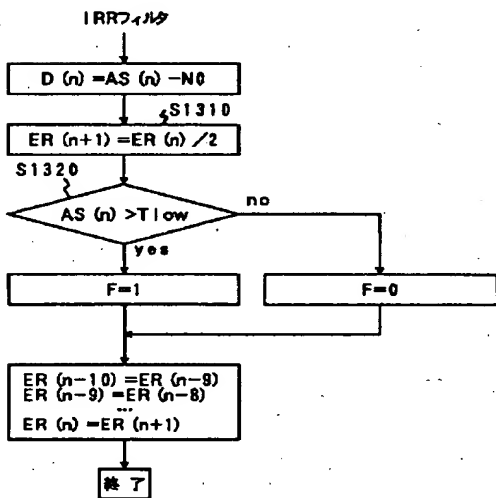 IRRフィルタ
D (n) =AS (n) -N0
S1310
ER (n+1) =ER (n) /2
S1320
AS (n) >Tlow
no
yes
F=1
F=0
ER (n-10) =ER (n-9)
ER (n-9) =ER (n-8)
...
ER (n) =ER (n+1)
終了